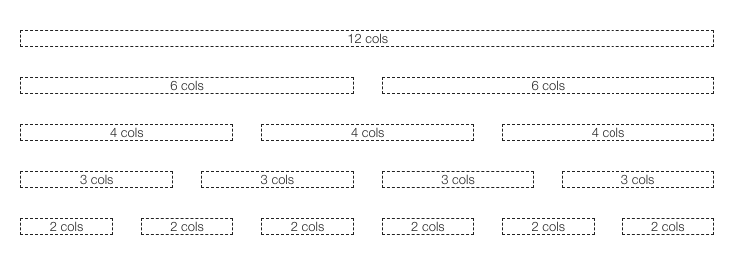 12 cols
6 cols 6 cols
4 cols 4 cols 4 cols
3 cols 3 cols 3 cols 3 cols
2 cols 2 cols 2 cols 2 cols 2 cols 2 cols